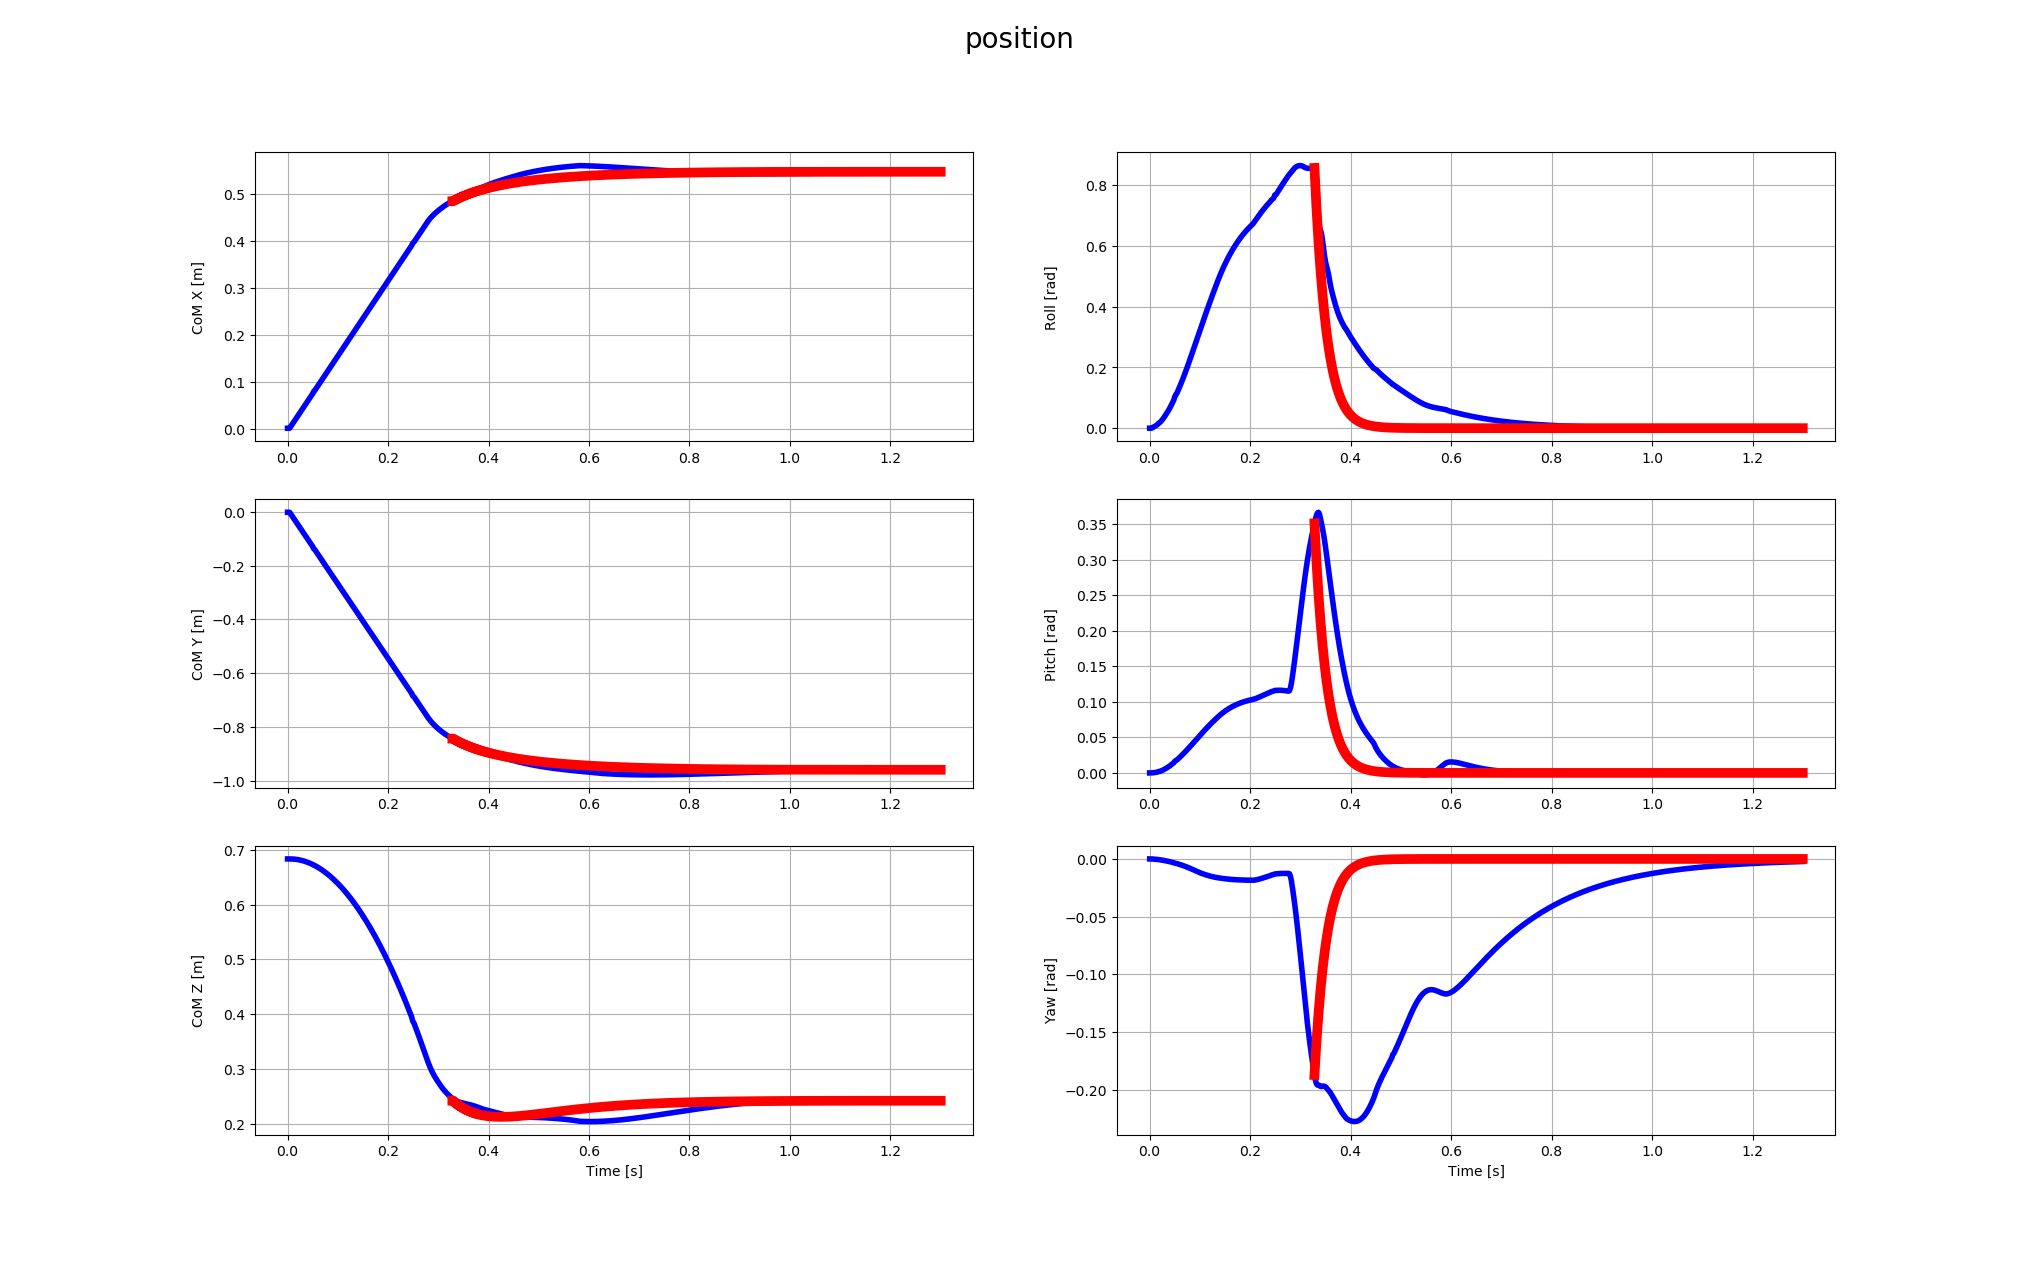 position
CoM X [m]
0.5
0.4
0.3
0.2
0.1
0.0
0.0 0.2 0.4 0.6 0.8 1.0 1.2
Roll [rad]
0.8
0.6
0.4
0.2
0.0
0.0 0.2 0.4 0.6 0.8 1.0 1.2
CoM Y [m]
0.0
−0.2
−0.4
−0.6
−0.8
−1.0
0.0 0.2 0.4 0.6 0.8 1.0 1.2
Pitch [rad]
0.35
0.30
0.25
0.20
0.15
0.10
0.05
0.00
0.0 0.2 0.4 0.6 0.8 1.0 1.2
CoM Z [m]
0.7
0.6
0.5
0.4
0.3
0.2
0.0 0.2 0.4 0.6 0.8 1.0 1.2
Time [s]
Yaw [rad]
0.00
−0.05
−0.10
−0.15
−0.20
0.0 0.2 0.4 0.6 0.8 1.0 1.2
Time [s]